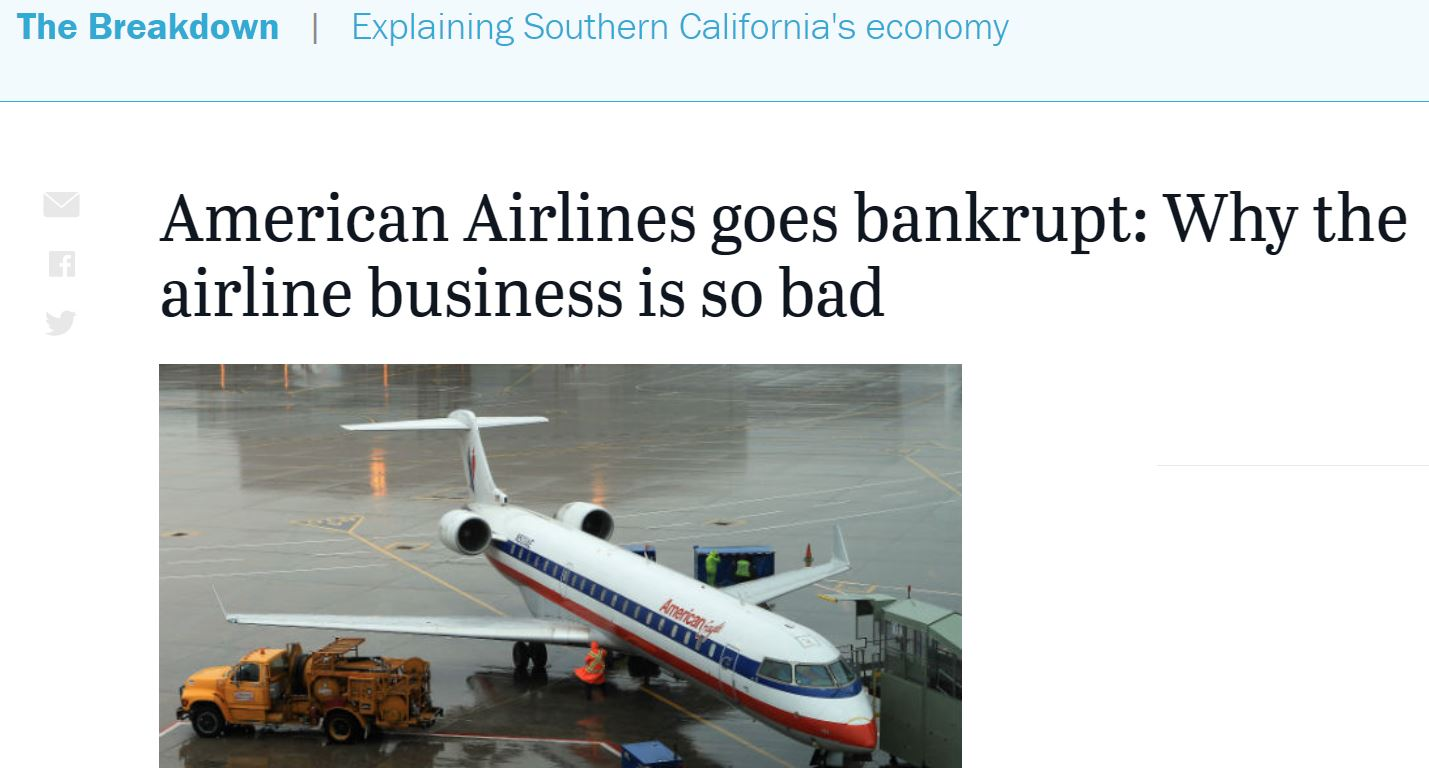 The Breakdown | Explaining Southern California's economy
American Airlines goes bankrupt: Why the
airline business is so bad
American Eagle